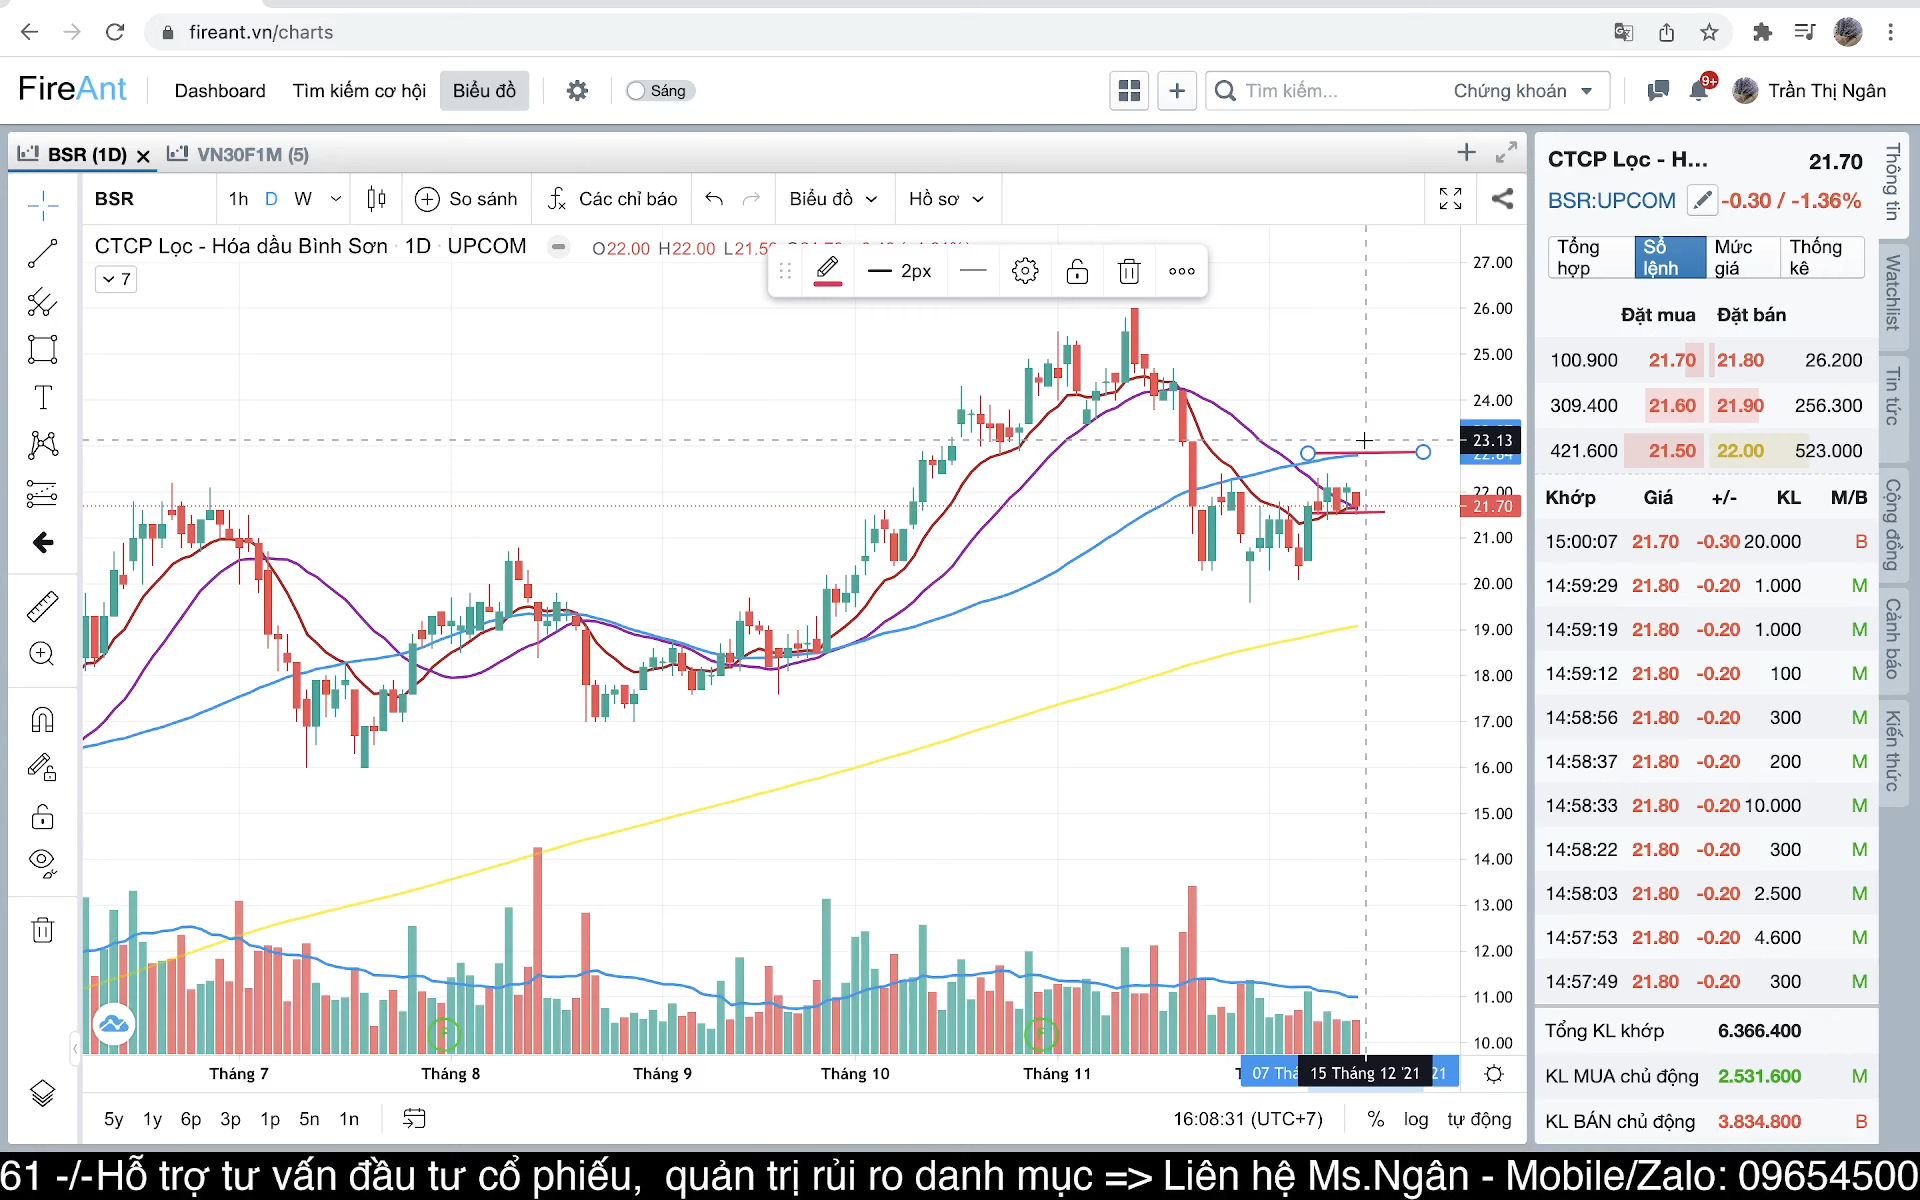 fireant.vn/charts
FireAnt Dashboard Tìm kiếm cơ hội Biểu đồ Sáng Tìm kiếm... Chứng khoán 9+ Trần Thị Ngân
BSR (1D) VN30F1M (5)
BSR 1h D W So sánh Các chỉ báo Biểu đồ Hồ sơ
CTCP Lọc - Hóa dầu Bình Sơn 1D UPCOM O22.00 H22.00
7
2px
27.00
26.00
25.00
24.00
23.13
22.00
21.70
21.00
20.00
19.00
18.00
17.00
16.00
15.00
14.00
13.00
12.00
11.00
10.00
F F
Tháng 7 Tháng 8 Tháng 9 Tháng 10 Tháng 11 15 Tháng 12 '21
5y 1y 6p 3p 1p 5n 1n 16:08:31 (UTC+7) % log tự động
CTCP Lọc - H... 21.70
BSR:UPCOM -0.30 / -1.36%
Tổng hợp Sổ lệnh Mức giá Thống kê
Đặt mua Đặt bán
100.900 21.70 21.80 26.200
309.400 21.60 21.90 256.300
421.600 21.50 22.00 523.000
Khớp Giá +/- KL M/B
15:00:07 21.70 -0.30 20.000 B
14:59:29 21.80 -0.20 1.000 M
14:59:19 21.80 -0.20 1.000 M
14:59:12 21.80 -0.20 100 M
14:58:56 21.80 -0.20 300 M
14:58:37 21.80 -0.20 200 M
14:58:33 21.80 -0.20 10.000 M
14:58:22 21.80 -0.20 300 M
14:58:03 21.80 -0.20 2.500 M
14:57:53 21.80 -0.20 4.600 M
14:57:49 21.80 -0.20 300 M
Tổng KL khớp 6.366.400
KL MUA chủ động 2.531.600 M
KL BÁN chủ động 3.834.800 B
Thông tin
Watchlist
Tin tức
Cộng đồng
Cảnh báo
Kiến thức
61 -/-Hỗ trợ tư vấn đầu tư cổ phiếu, quản trị rủi ro danh mục => Liên hệ Ms.Ngân - Mobile/Zalo: 09654500